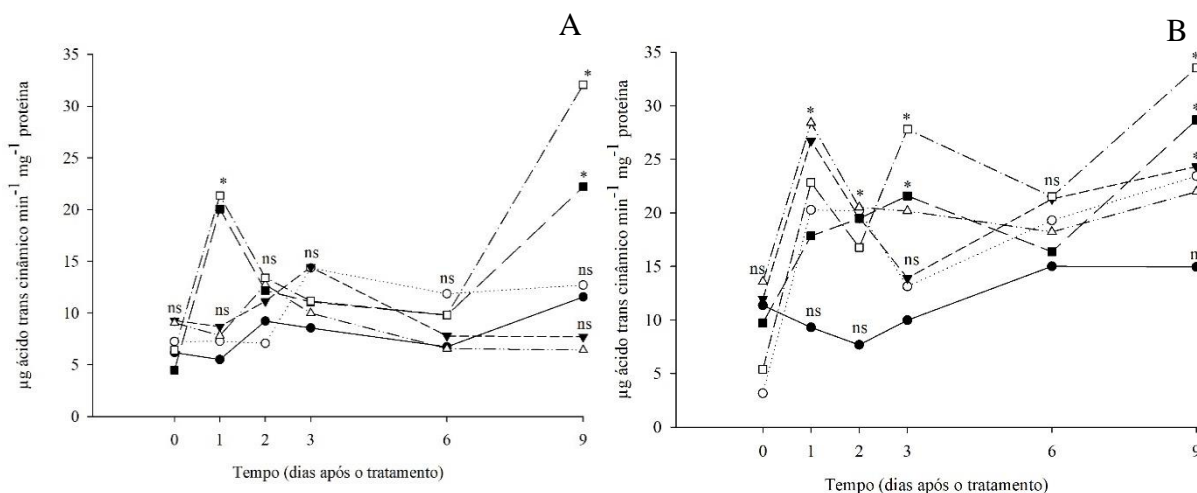 A
µg ácido trans cinâmico min⁻¹ mg⁻¹ proteína
35
30
25
20
15
10
5
0
ns
*
ns
ns
ns
ns
*
*
ns
0 1 2 3 6 9
Tempo (dias após o tratamento)
B
µg ácido trans cinâmico min⁻¹ mg⁻¹ proteína
35
30
25
20
15
10
5
0
ns
*
ns
*
ns
*
*
ns
ns
*
*
*
0 1 2 3 6 9
Tempo (dias após o tratamento)